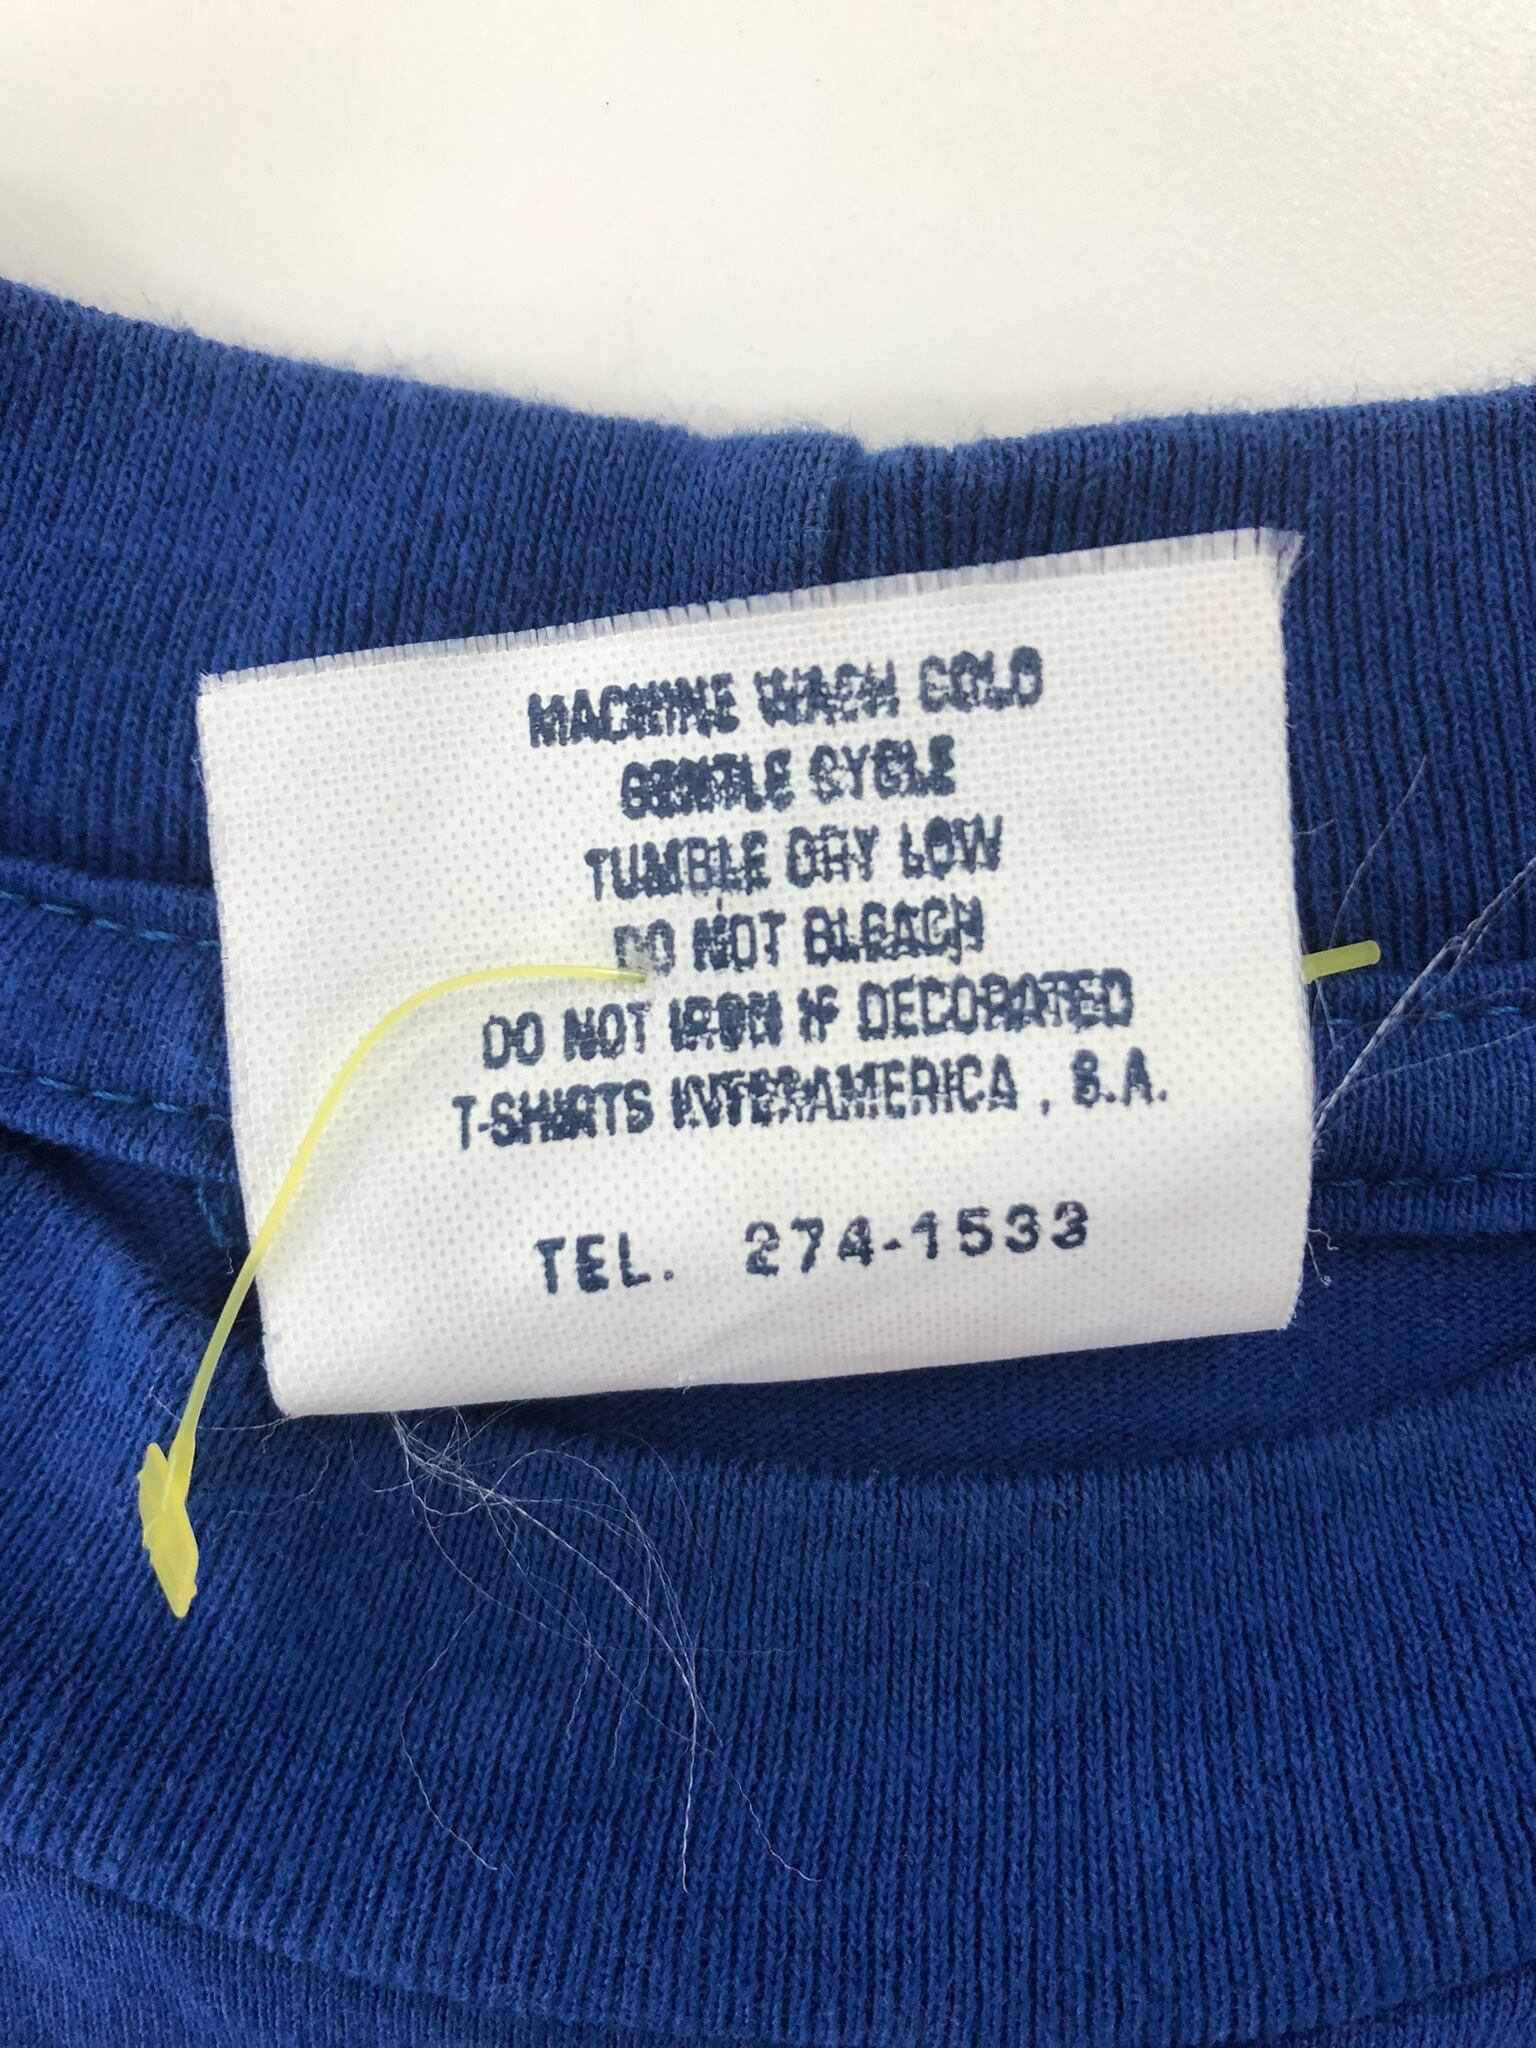 MACHINE WASH COLD
GENTLE CYCLE
TUMBLE DRY LOW
DO NOT BLEACH
DO NOT IRON IF DECORATED
T-SHIRTS INTERAMERICA , S.A.
TEL. 274-1533